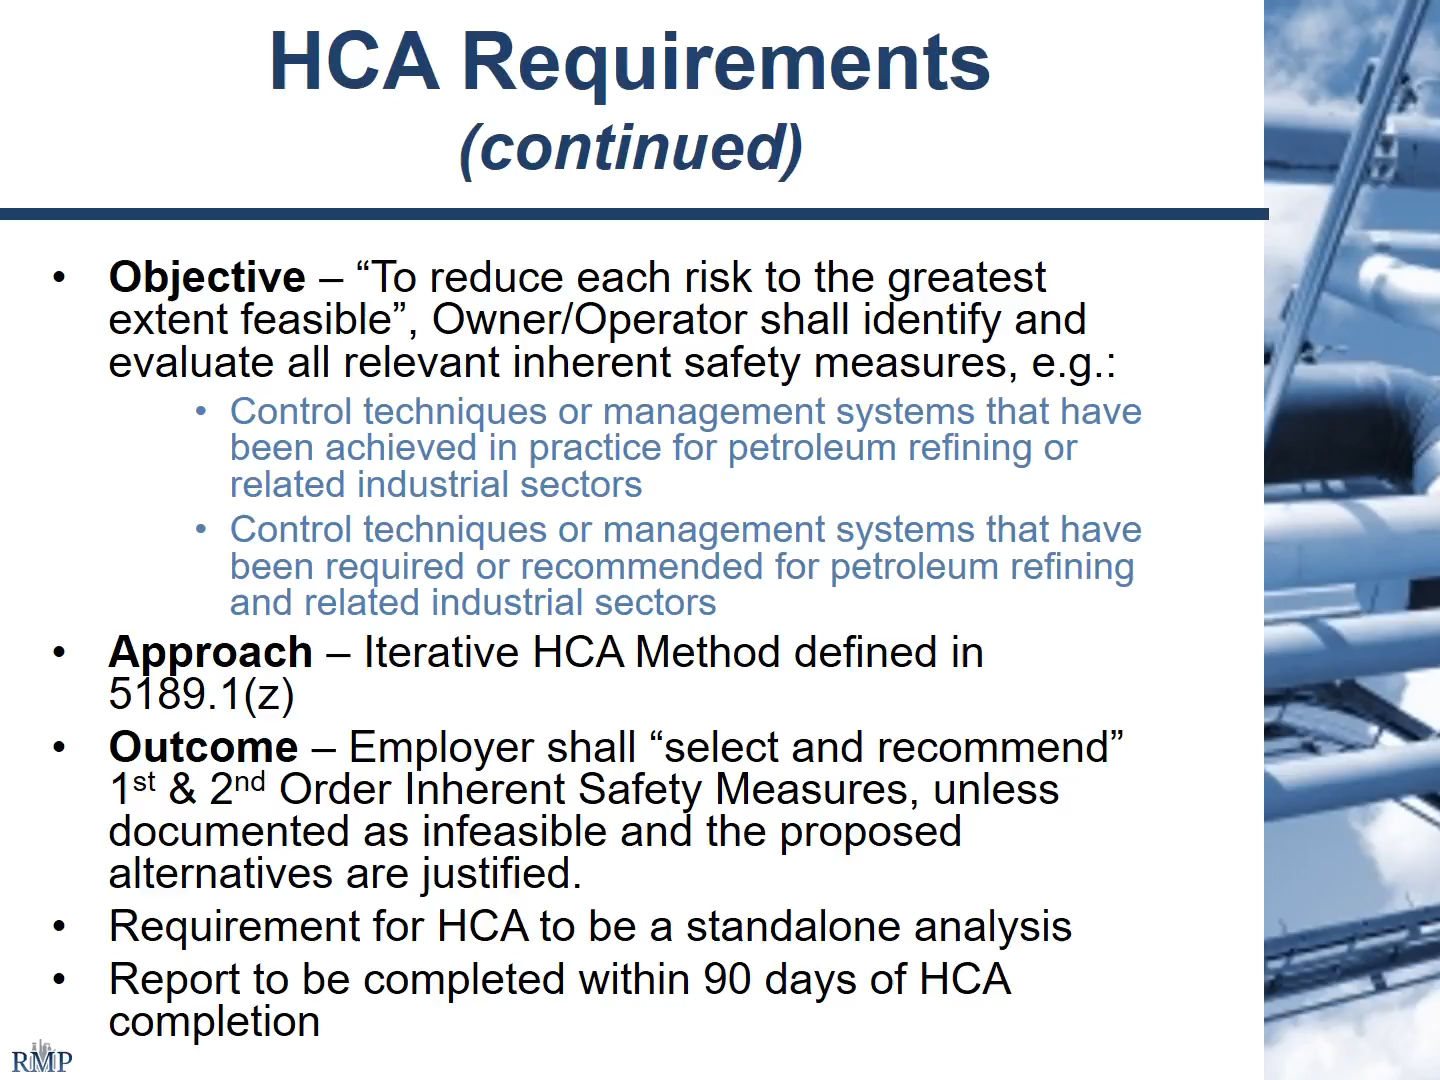 HCA Requirements
(continued)
• Objective – “To reduce each risk to the greatest
extent feasible”, Owner/Operator shall identify and
evaluate all relevant inherent safety measures, e.g.:
• Control techniques or management systems that have
been achieved in practice for petroleum refining or
related industrial sectors
• Control techniques or management systems that have
been required or recommended for petroleum refining
and related industrial sectors
• Approach – Iterative HCA Method defined in
5189.1(z)
• Outcome – Employer shall “select and recommend”
1st & 2nd Order Inherent Safety Measures, unless
documented as infeasible and the proposed
alternatives are justified.
• Requirement for HCA to be a standalone analysis
• Report to be completed within 90 days of HCA
completion
RMP